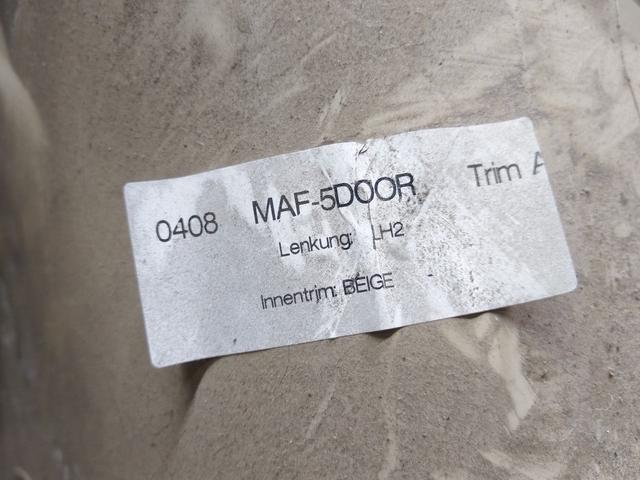 0408 MAF-5DOOR Trim A
Lenkung: LH2
Innentrim: BEIGE